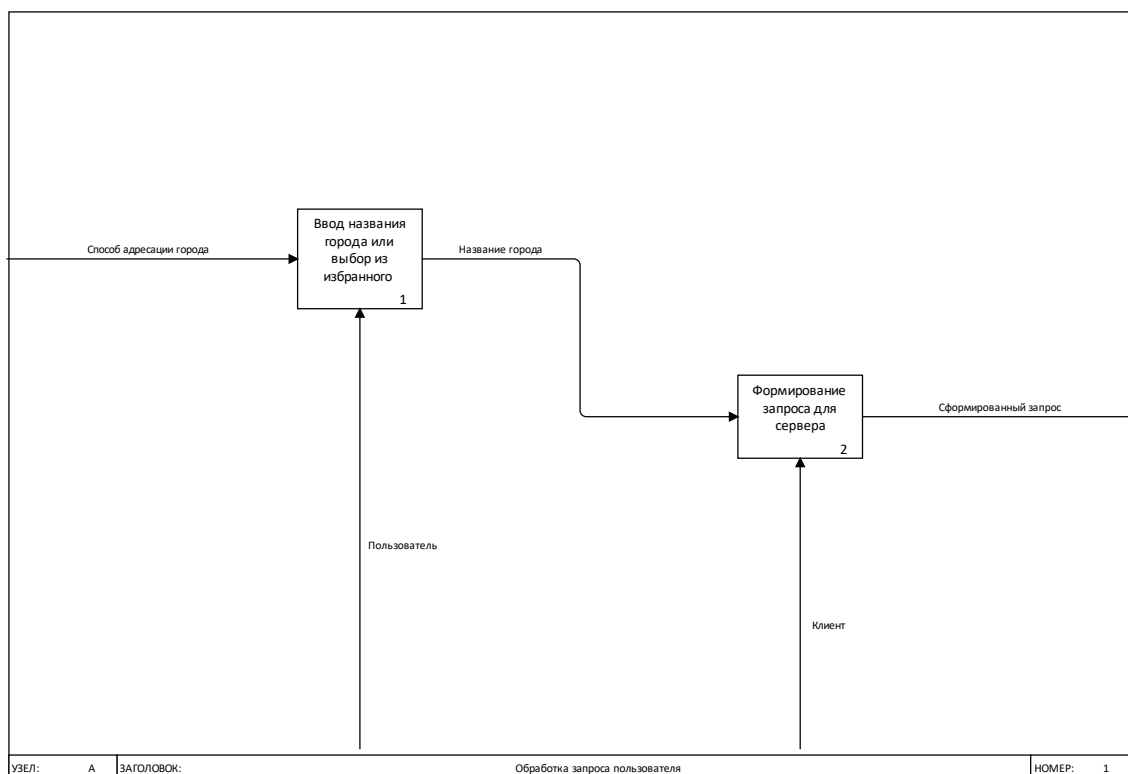 Ввод названия
города или
выбор из
избранного
1
Способ адресации города
Название города
Формирование
запроса для
сервера
2
Сформированный запрос
Пользователь
Клиент
УЗЕЛ: А ЗАГОЛОВОК: Обработка запроса пользователя НОМЕР: 1